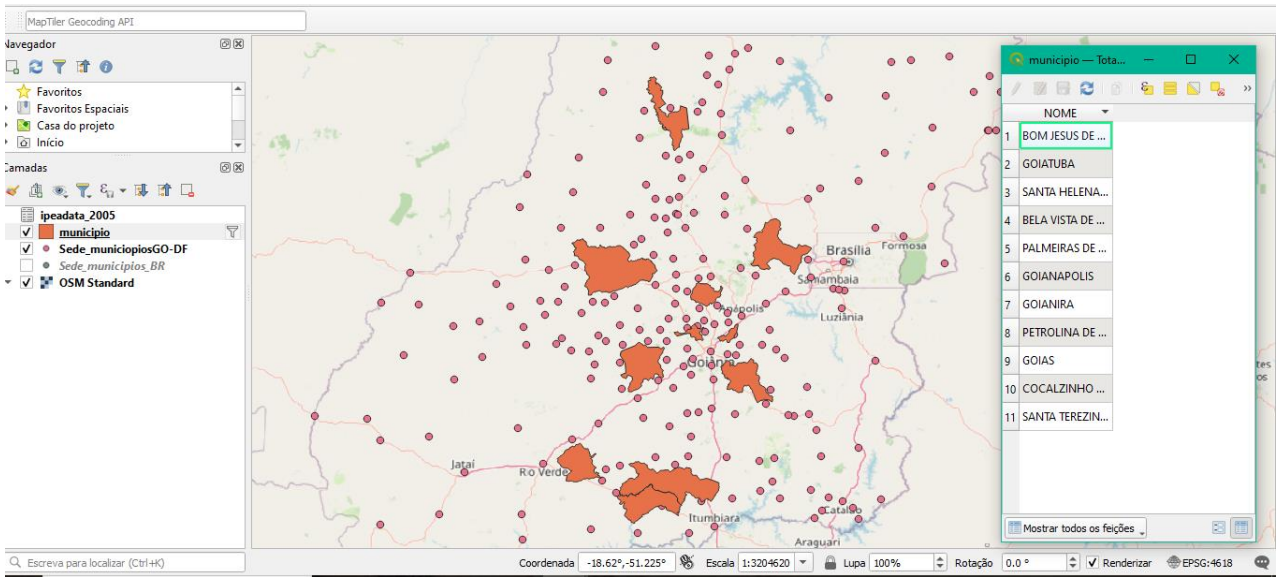 MapTiler Geocoding API
Navegador
Favoritos
Favoritos Espaciais
Casa do projeto
Início
Camadas
ipeadata_2005
municipio
Sede_municiopiosGO-DF
Sede_municipios_BR
OSM Standard
Brasília
Formosa
Samambaia
Anápolis
Luziânia
Goiânia
Jataí
Rio Verde
Itumbiara
Catalão
Araguari
municipio — Tota...
NOME
1 BOM JESUS DE ...
2 GOIATUBA
3 SANTA HELENA...
4 BELA VISTA DE ...
5 PALMEIRAS DE ...
6 GOIANAPOLIS
7 GOIANIRA
8 PETROLINA DE ...
9 GOIAS
10 COCALZINHO ...
11 SANTA TEREZIN...
Mostrar todos os feições
tes
os
Escreva para localizar (Ctrl+K)
Coordenada -18.62°,-51.225° Escala 1:3204620 Lupa 100% Rotação 0.0 ° Renderizar EPSG:4618